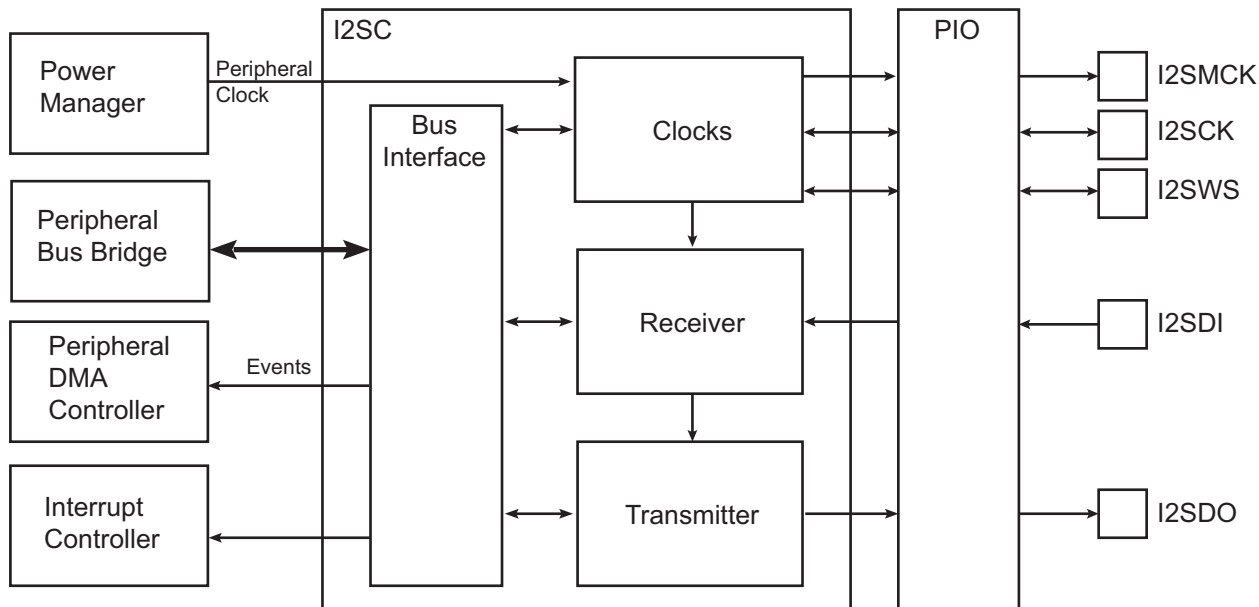 I2SC
PIO
Power
Manager
Peripheral
Clock
Bus
Interface
Clocks
I2SMCK
I2SCK
I2SWS
Peripheral
Bus Bridge
Receiver
I2SDI
Peripheral
DMA
Controller
Events
Interrupt
Controller
Transmitter
I2SDO